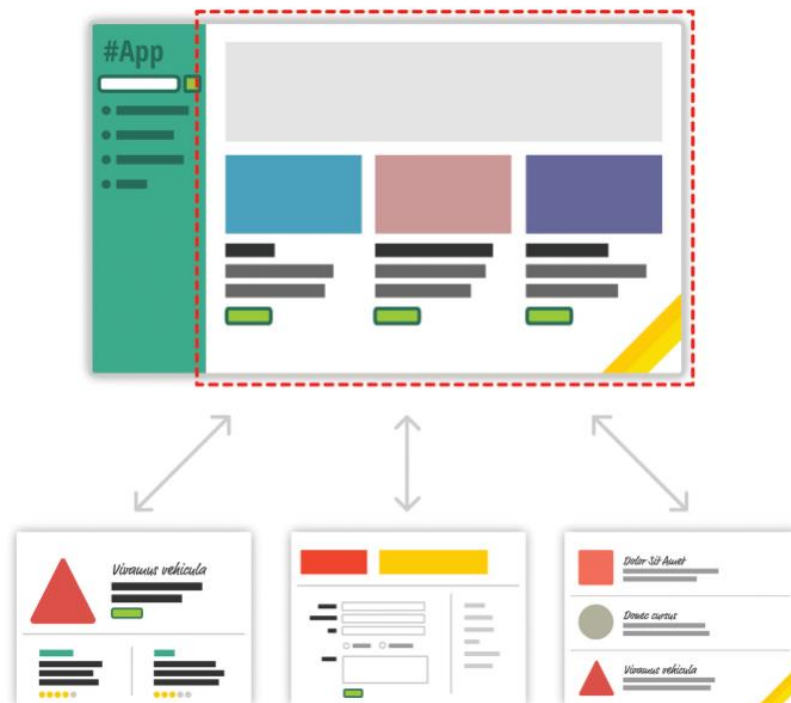 #App
Vivamus vehicula
Dolor Sit Amet
Donec cursus
Vivamus vehicula